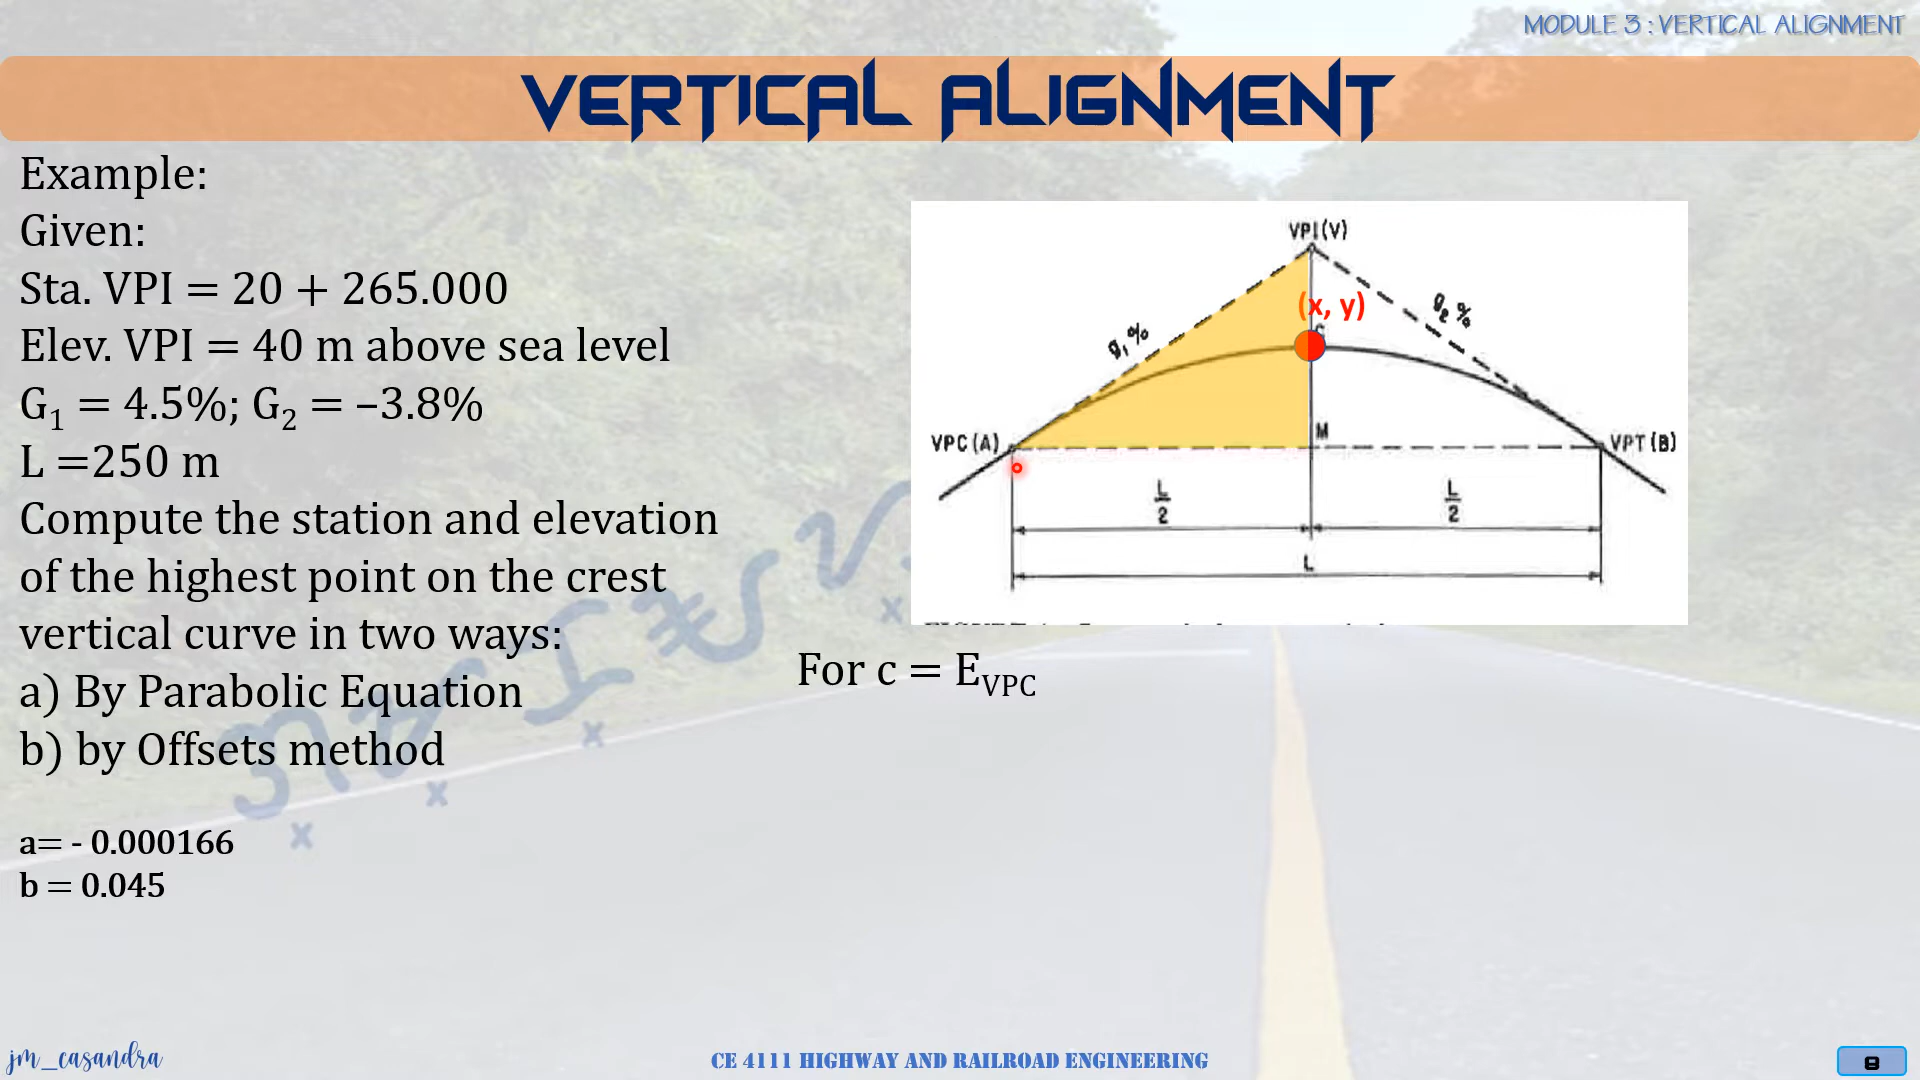 MODULE 3 : VERTICAL ALIGNMENT
VERTICAL ALIGNMENT
Example:
Given:
Sta. VPI = 20 + 265.000
Elev. VPI = 40 m above sea level
G₁ = 4.5%; G₂ = –3.8%
L =250 m
Compute the station and elevation
of the highest point on the crest
vertical curve in two ways:
a) By Parabolic Equation
b) by Offsets method
a= - 0.000166
b = 0.045
VPI(V)
(x, y)
g₁%
g₂%
C
VPC(A)
M
VPT(B)
L
2
L
2
L
For c = E_VPC
jm_casandra
CE 4111 HIGHWAY AND RAILROAD ENGINEERING
8